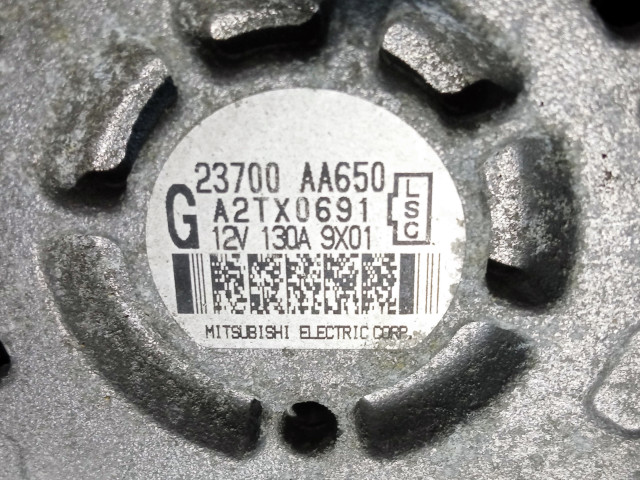 23700 AA650
G A2TX0691 LSC
12V 130A 9X01
MITSUBISHI ELECTRIC CORP.